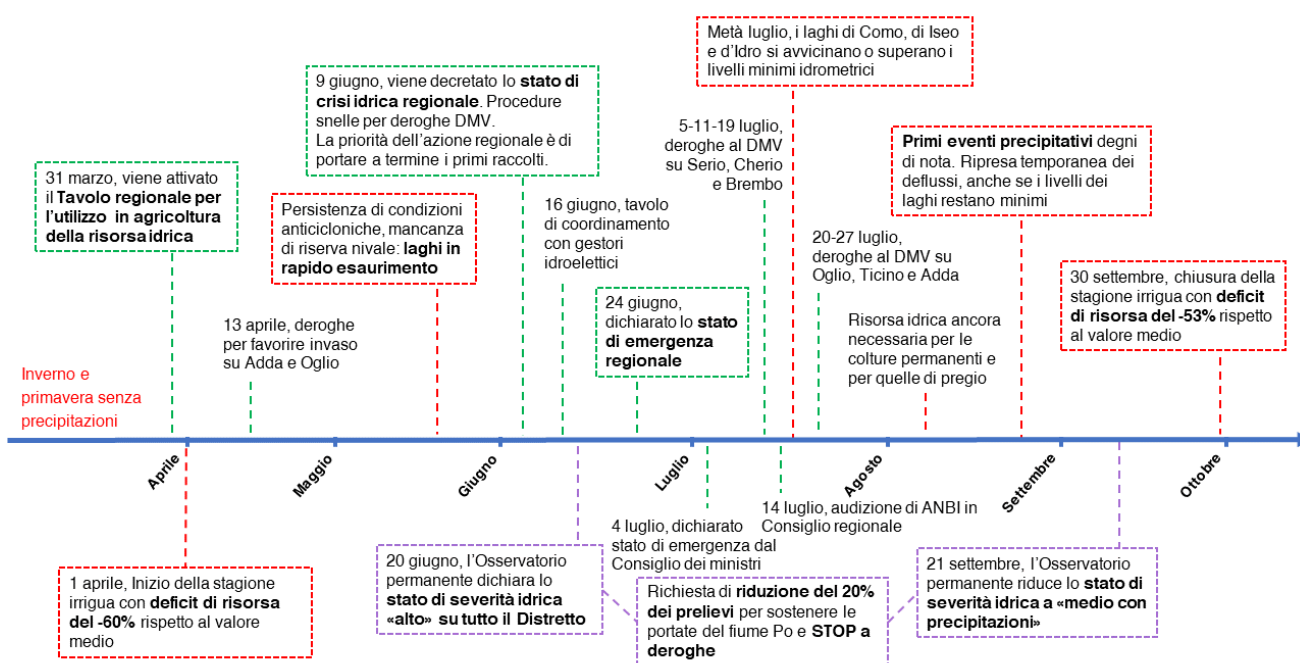 Metà luglio, i laghi di Como, di Iseo
e d'Idro si avvicinano o superano i
livelli minimi idrometrici
9 giugno, viene decretato lo stato di
crisi idrica regionale. Procedure
snelle per deroghe DMV.
La priorità dell'azione regionale è di
portare a termine i primi raccolti.
5-11-19 luglio,
deroghe al DMV
su Serio, Cherio
e Brembo
Primi eventi precipitativi degni
di nota. Ripresa temporanea dei
deflussi, anche se i livelli dei
laghi restano minimi
31 marzo, viene attivato
il Tavolo regionale per
l'utilizzo in agricoltura
della risorsa idrica
Persistenza di condizioni
anticicloniche, mancanza
di riserva nivale: laghi in
rapido esaurimento
16 giugno, tavolo
di coordinamento
con gestori
idroelettici
20-27 luglio,
deroghe al DMV su
Oglio, Ticino e Adda
30 settembre, chiusura della
stagione irrigua con deficit
di risorsa del -53% rispetto
al valore medio
24 giugno,
dichiarato lo stato
di emergenza
regionale
13 aprile, deroghe
per favorire invaso
su Adda e Oglio
Risorsa idrica ancora
necessaria per le
colture permanenti e
per quelle di pregio
Inverno e
primavera senza
precipitazioni
Aprile
Maggio
Giugno
Luglio
Agosto
Settembre
Ottobre
14 luglio, audizione di ANBI in
Consiglio regionale
4 luglio, dichiarato
stato di emergenza dal
Consiglio dei ministri
1 aprile, Inizio della stagione
irrigua con deficit di risorsa
del -60% rispetto al valore
medio
20 giugno, l'Osservatorio
permanente dichiara lo
stato di severità idrica
«alto» su tutto il Distretto
Richiesta di riduzione del 20%
dei prelievi per sostenere le
portate del fiume Po e STOP a
deroghe
21 settembre, l'Osservatorio
permanente riduce lo stato di
severità idrica a «medio con
precipitazioni»